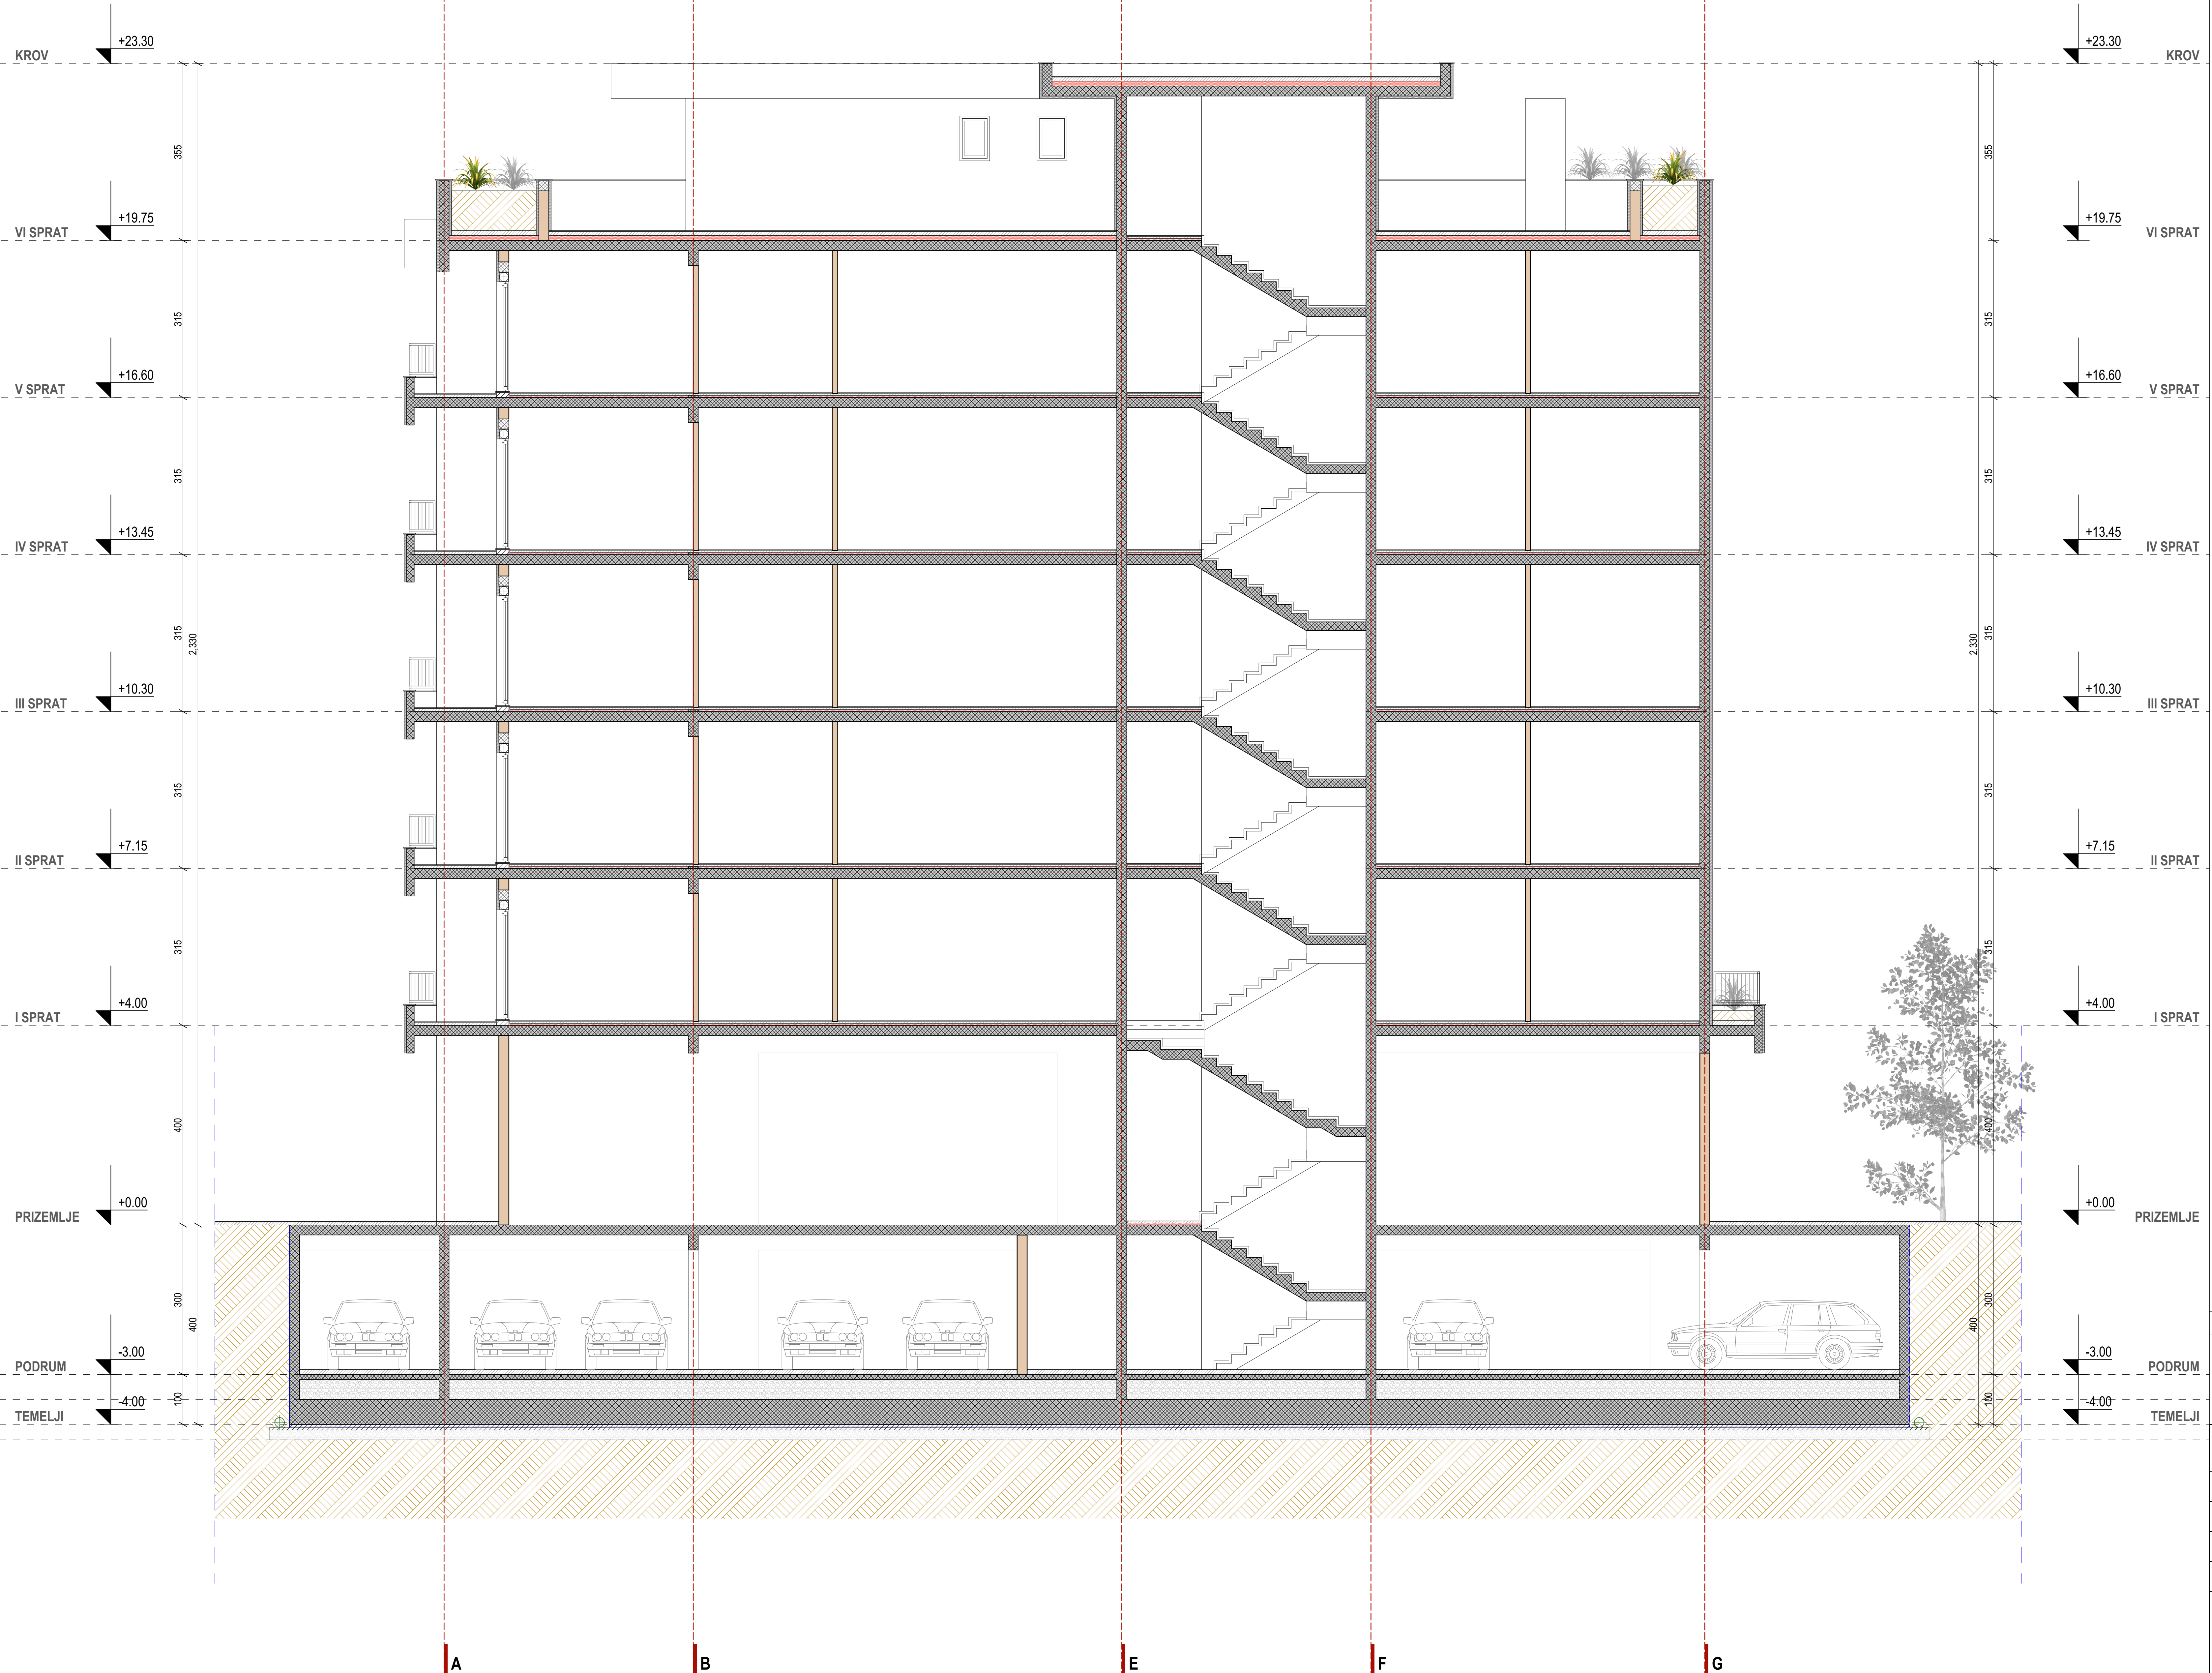 +23.30 +23.30
KROV KROV
355 355
+19.75 +19.75
VI SPRAT VI SPRAT
315 315
+16.60 +16.60
V SPRAT V SPRAT
315 315
+13.45 +13.45
IV SPRAT IV SPRAT
315 2,330 2,330 315
+10.30 +10.30
III SPRAT III SPRAT
315 315
+7.15 +7.15
II SPRAT II SPRAT
315 315
+4.00 +4.00
I SPRAT I SPRAT
400 400
+0.00 +0.00
PRIZEMLJE PRIZEMLJE
300 400 400 300
-3.00 -3.00
PODRUM PODRUM
100 100
-4.00 -4.00
TEMELJI TEMELJI
A B E F G